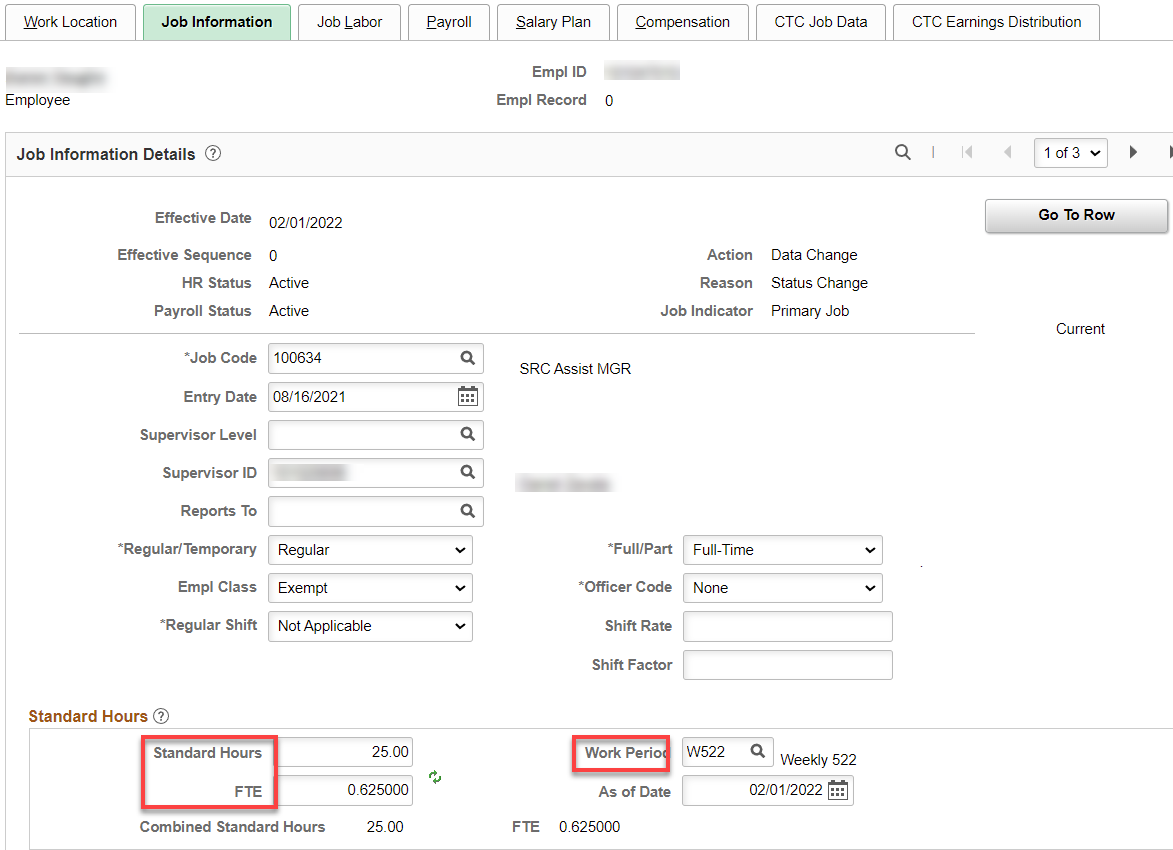 Work Location Job Information Job Labor Payroll Salary Plan Compensation CTC Job Data CTC Earnings Distribution
Empl ID
Employee Empl Record 0
Job Information Details ? | 1 of 3
Go To Row
Effective Date 02/01/2022
Effective Sequence 0 Action Data Change
HR Status Active Reason Status Change
Payroll Status Active Job Indicator Primary Job
Current
*Job Code 100634 SRC Assist MGR
Entry Date 08/16/2021
Supervisor Level
Supervisor ID
Reports To
*Regular/Temporary Regular *Full/Part Full-Time
Empl Class Exempt *Officer Code None
*Regular Shift Not Applicable Shift Rate
Shift Factor
Standard Hours ?
Standard Hours 25.00 Work Period W522 Weekly 522
FTE 0.625000 As of Date 02/01/2022
Combined Standard Hours 25.00 FTE 0.625000